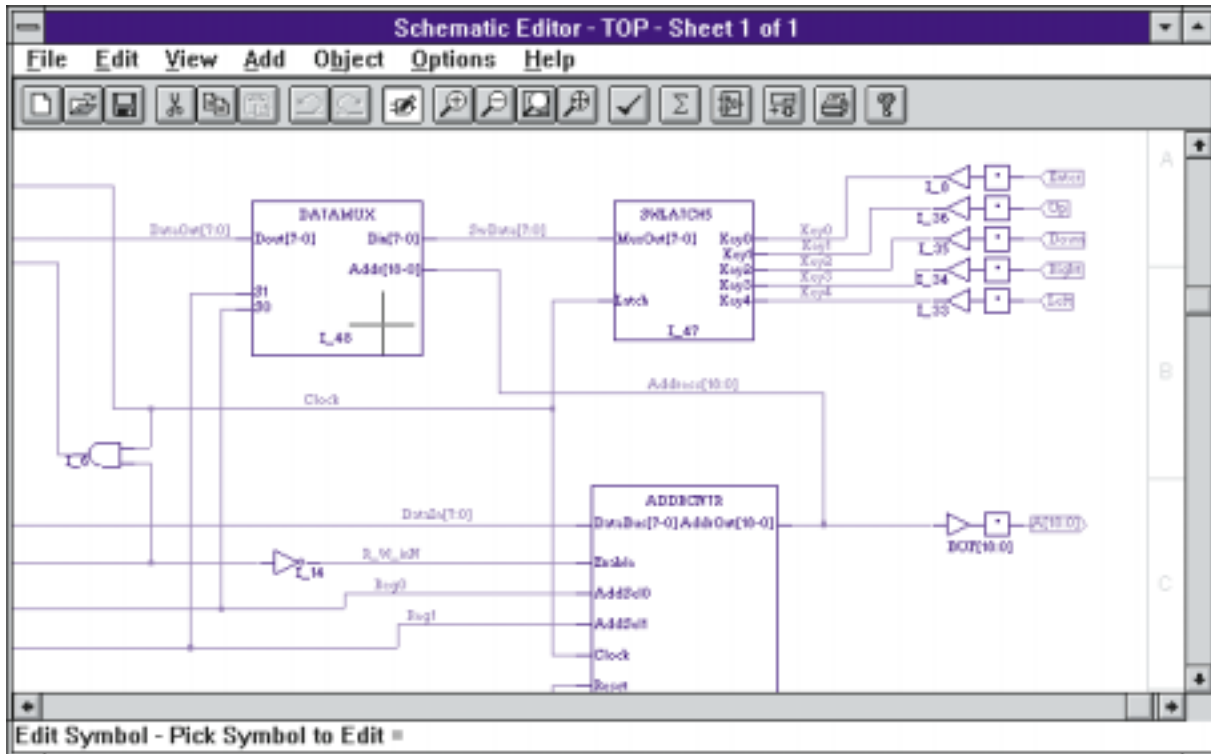 Schematic Editor - TOP - Sheet 1 of 1
File Edit View Add Object Options Help
A
DATAMUX
SWLATCHS
Enter
I_8
Up
I_36
DataOut[7:0]
Dout[7-0]
Din[7-0]
SwData[7:0]
MuxOut[7-0]
Key0
Key0
Down
I_35
Key1
Key1
Addr[10-0]
Key2
Key2
Right
I_34
Key3
Key3
S1
Latch
Key4
Key4
Left
I_33
S0
I_47
Address[10:0]
B
Clock
I_6
ADDRCNTR
DataIn[7:0]
DataBus[7-0]
AddrOut[10-0]
A[10:0]
R_W_inN
Enable
I_14
Reg0
AddSel0
C
Reg1
AddSel1
Clock
Reset
Edit Symbol - Pick Symbol to Edit =